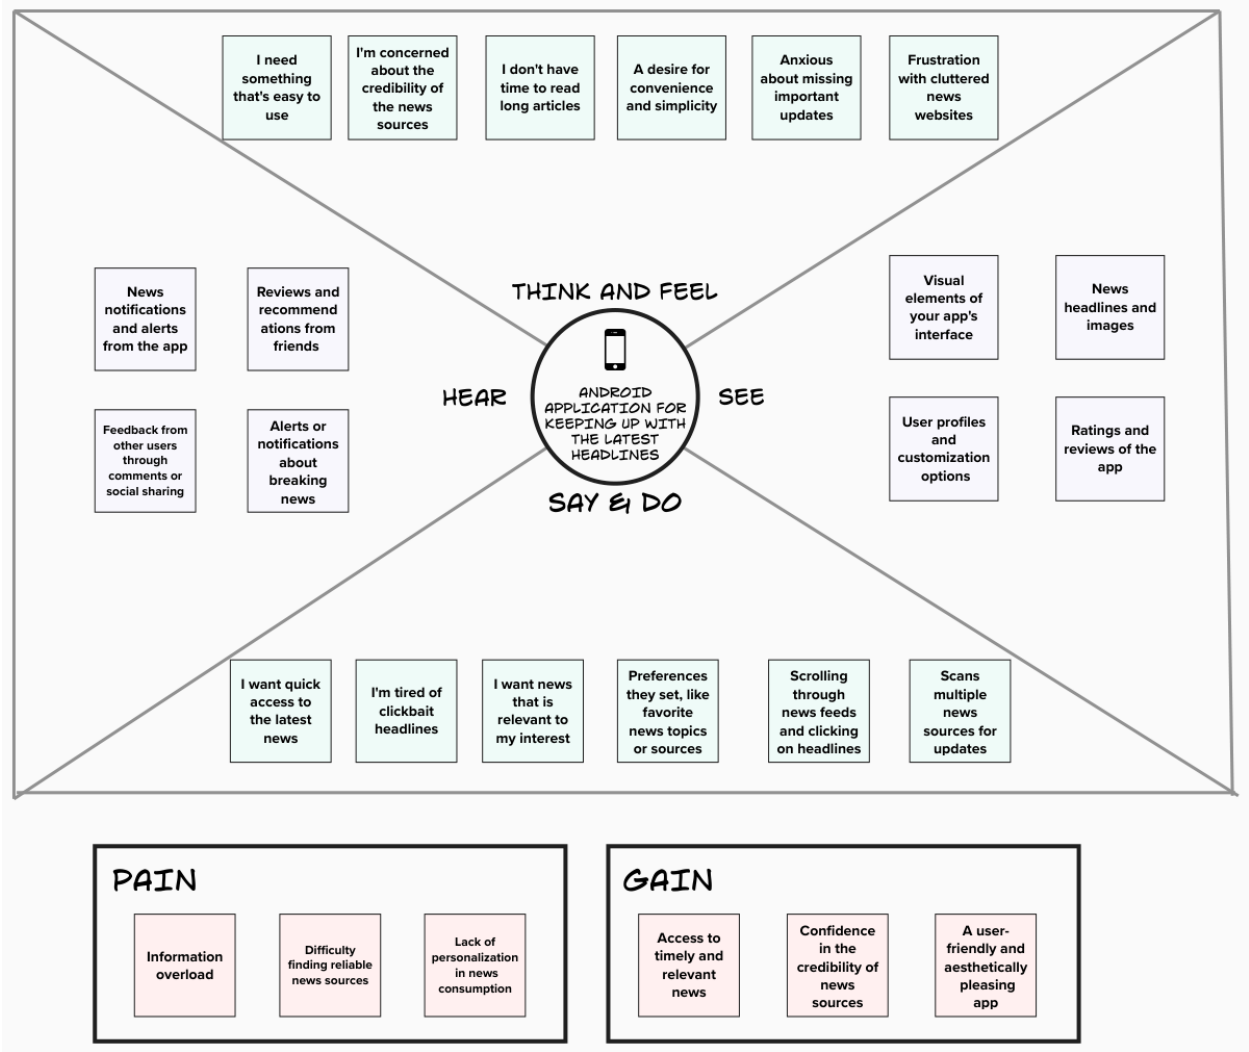 I need
something
that's easy to
use
I'm concerned
about the
credibility of
the news
sources
I don't have
time to read
long articles
A desire for
convenience
and simplicity
Anxious
about missing
important
updates
Frustration
with cluttered
news
websites
News
notifications
and alerts
from the app
Reviews and
recommend
ations from
friends
Feedback from
other users
through
comments or
social sharing
Alerts or
notifications
about
breaking
news
THINK AND FEEL
HEAR
ANDROID
APPLICATION FOR
KEEPING UP WITH
THE LATEST
HEADLINES
SEE
SAY & DO
Visual
elements of
your app's
interface
News
headlines and
images
User profiles
and
customization
options
Ratings and
reviews of the
app
I want quick
access to
the latest
news
I'm tired of
clickbait
headlines
I want news
that is
relevant to
my interest
Preferences
they set, like
favorite
news topics
or sources
Scrolling
through
news feeds
and clicking
on headlines
Scans
multiple
news
sources for
updates
PAIN
Information
overload
Difficulty
finding reliable
news sources
Lack of
personalization
in news
consumption
GAIN
Access to
timely and
relevant
news
Confidence
in the
credibility of
news
sources
A user-
friendly and
aesthetically
pleasing
app